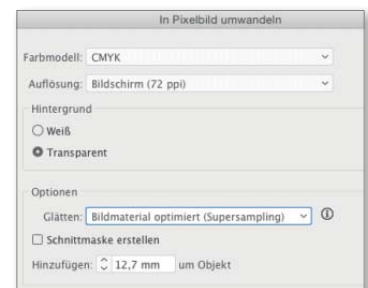 In Pixelbild umwandeln
Farbmodell: CMYK
Auflösung: Bildschirm (72 ppi)
Hintergrund
Weiß
Transparent
Optionen
Glätten: Bildmaterial optimiert (Supersampling)
Schnittmaske erstellen
Hinzufügen: 12,7 mm um Objekt